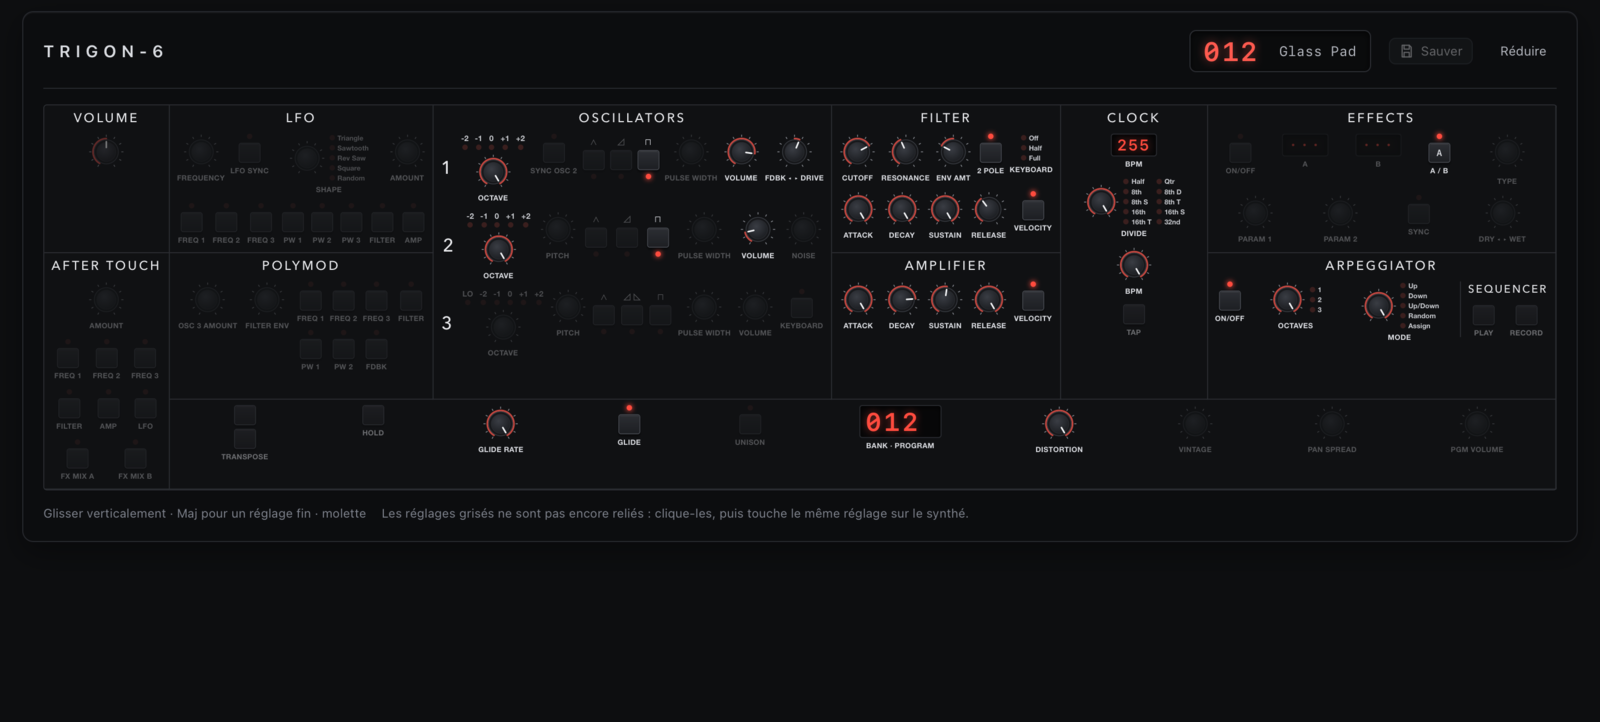 TRIGON-6
012 Glass Pad
Sauver
Réduire
VOLUME
LFO
FREQUENCY
LFO SYNC
Triangle
Sawtooth
Rev Saw
Square
Random
SHAPE
AMOUNT
FREQ 1 FREQ 2 FREQ 3 PW 1 PW 2 PW 3 FILTER AMP
OSCILLATORS
1
-2 -1 0 +1 +2
OCTAVE
SYNC OSC 2
PULSE WIDTH
VOLUME
FDBK • • DRIVE
2
-2 -1 0 +1 +2
OCTAVE
PITCH
PULSE WIDTH
VOLUME
NOISE
3
LO -2 -1 0 +1 +2
OCTAVE
PITCH
PULSE WIDTH
VOLUME
KEYBOARD
FILTER
CUTOFF
RESONANCE
ENV AMT
2 POLE
Off
Half
Full
KEYBOARD
ATTACK
DECAY
SUSTAIN
RELEASE
VELOCITY
AMPLIFIER
ATTACK
DECAY
SUSTAIN
RELEASE
VELOCITY
CLOCK
255
BPM
Half Qtr
8th 8th D
8th S 8th T
16th 16th S
16th T 32nd
DIVIDE
BPM
TAP
EFFECTS
ON/OFF
A
B
A
A / B
TYPE
PARAM 1
PARAM 2
SYNC
DRY • • WET
ARPEGGIATOR
ON/OFF
1
2
3
OCTAVES
Up
Down
Up/Down
Random
Assign
MODE
SEQUENCER
PLAY
RECORD
AFTER TOUCH
AMOUNT
FREQ 1 FREQ 2 FREQ 3
FILTER AMP LFO
FX MIX A FX MIX B
POLYMOD
OSC 3 AMOUNT
FILTER ENV
FREQ 1 FREQ 2 FREQ 3 FILTER
PW 1 PW 2 FDBK
TRANSPOSE
HOLD
GLIDE RATE
GLIDE
UNISON
012
BANK · PROGRAM
DISTORTION
VINTAGE
PAN SPREAD
PGM VOLUME
Glisser verticalement · Maj pour un réglage fin · molette
Les réglages grisés ne sont pas encore reliés : clique-les, puis touche le même réglage sur le synthé.